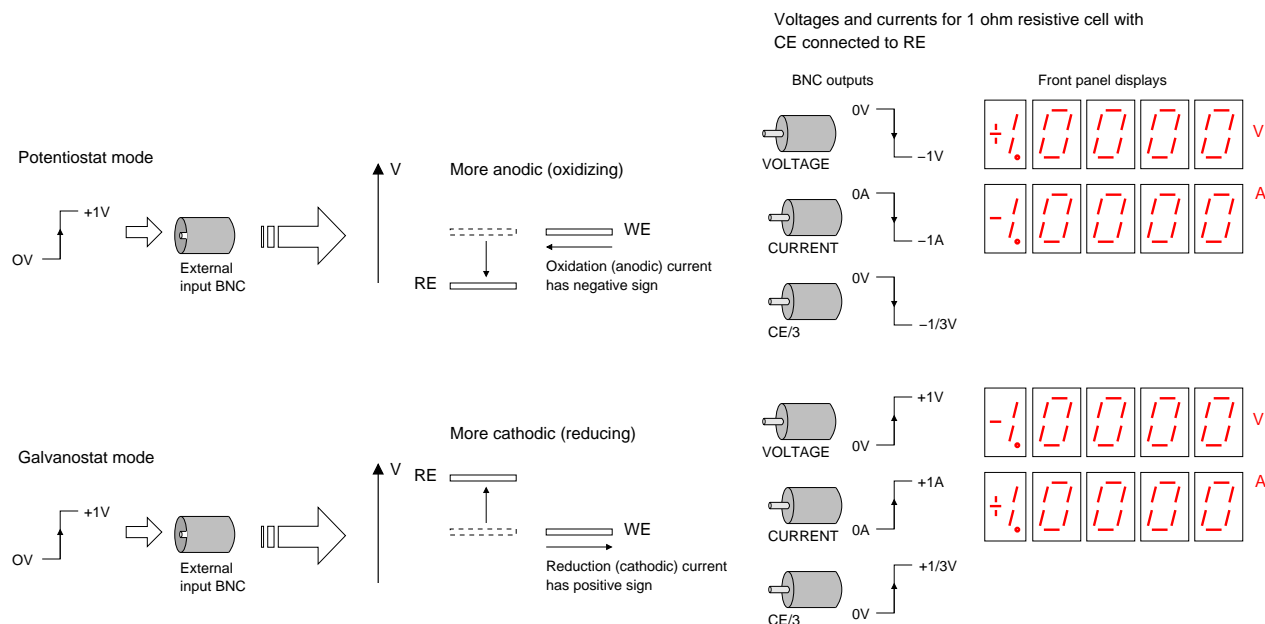 Voltages and currents for 1 ohm resistive cell with
CE connected to RE
BNC outputs
Front panel displays
Potentiostat mode
OV
+1V
External
input BNC
V
More anodic (oxidizing)
WE
Oxidation (anodic) current
has negative sign
RE
VOLTAGE
0V
−1V
+1.0000
V
CURRENT
0A
−1A
-1.0000
A
CE/3
0V
−1/3V
Galvanostat mode
OV
+1V
External
input BNC
V
More cathodic (reducing)
RE
WE
Reduction (cathodic) current
has positive sign
VOLTAGE
+1V
0V
-1.0000
V
CURRENT
+1A
0A
+1.0000
A
CE/3
+1/3V
0V